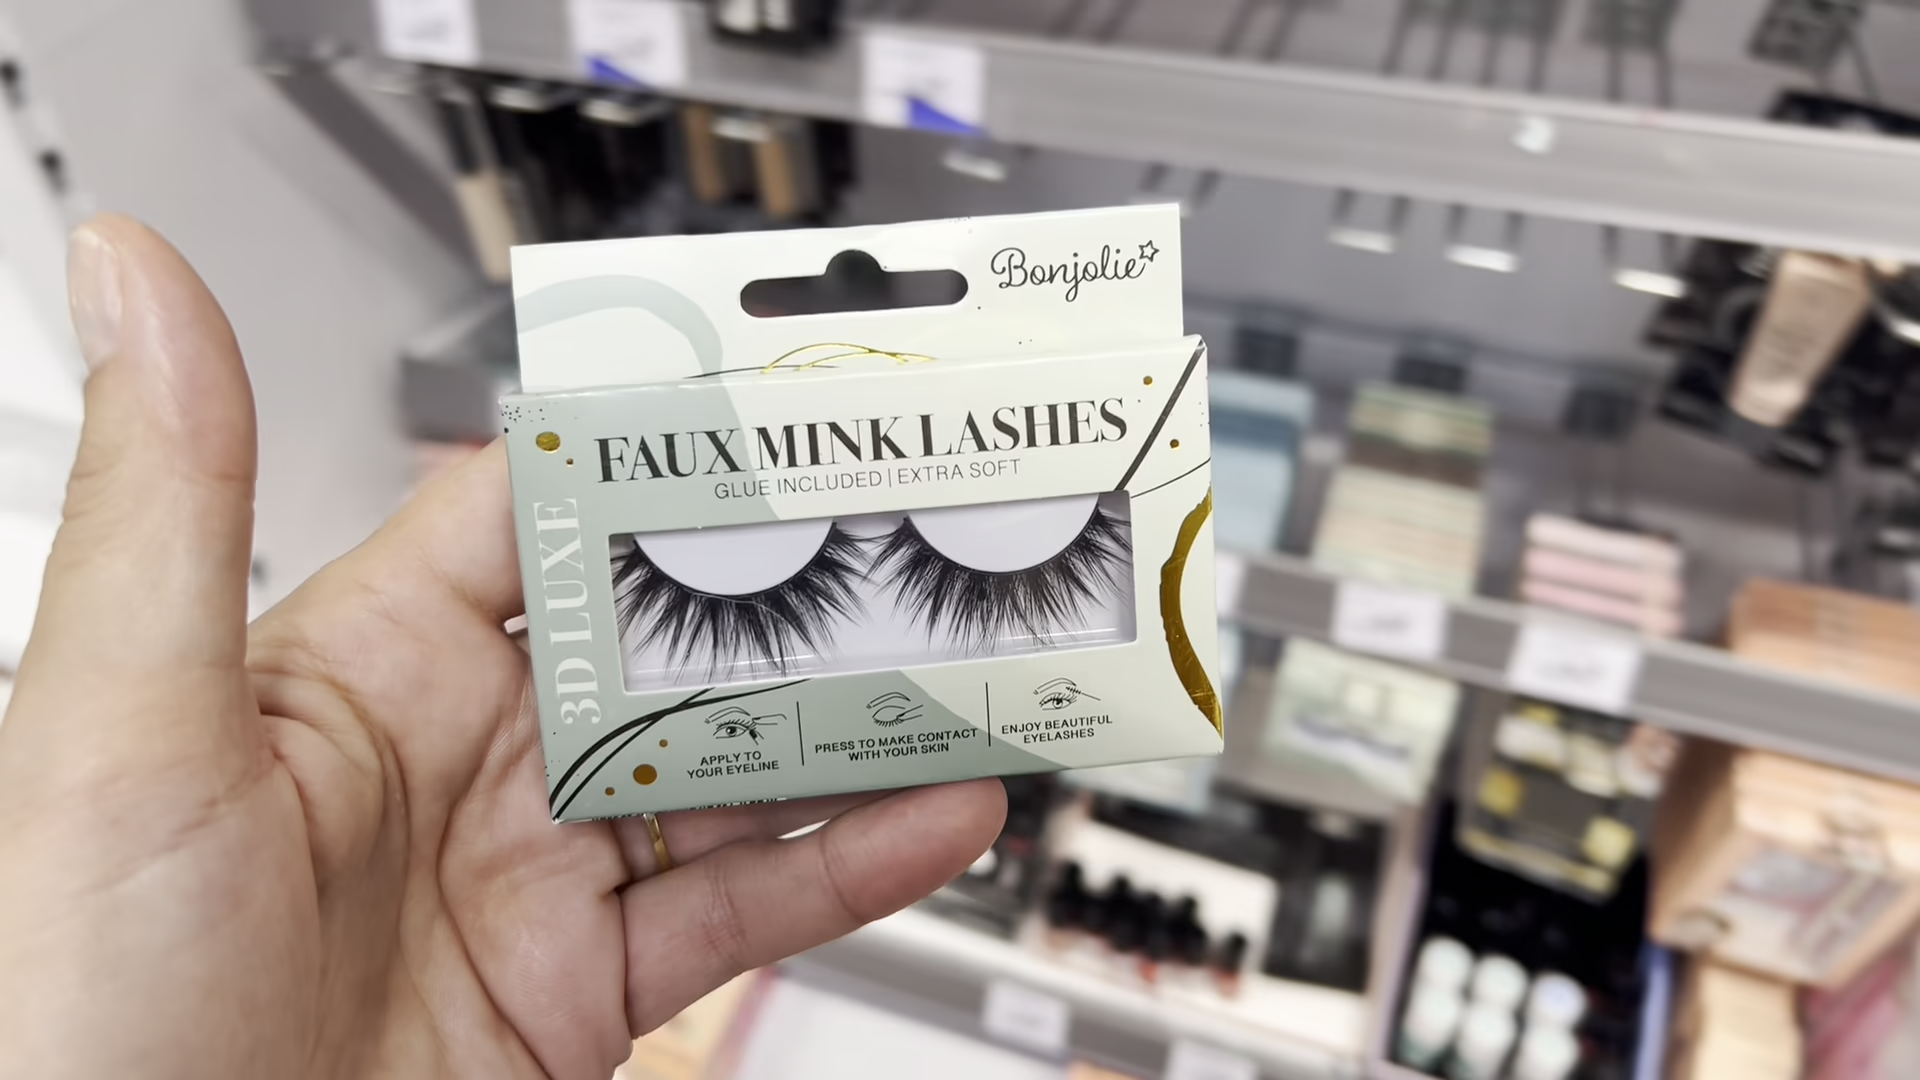 Bonjolie
FAUX MINK LASHES
GLUE INCLUDED | EXTRA SOFT
3D LUXE
APPLY TO
YOUR EYELINE
PRESS TO MAKE CONTACT
WITH YOUR SKIN
ENJOY BEAUTIFUL
EYELASHES